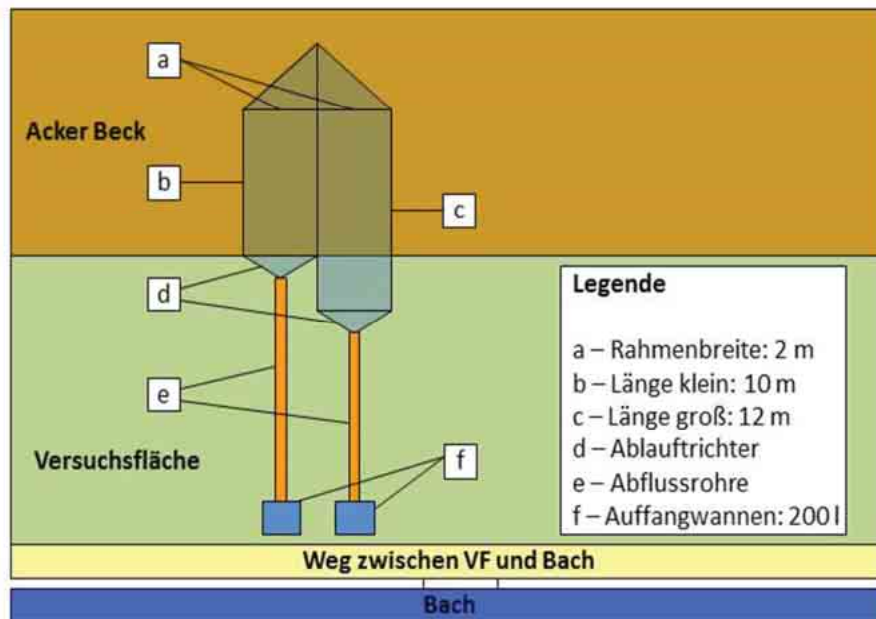 a
Acker Beck
b
c
d
e
Versuchsfläche
f
Legende
a – Rahmenbreite: 2 m
b – Länge klein: 10 m
c – Länge groß: 12 m
d – Ablauftrichter
e – Abflussrohre
f – Auffangwannen: 200 l
Weg zwischen VF und Bach
Bach